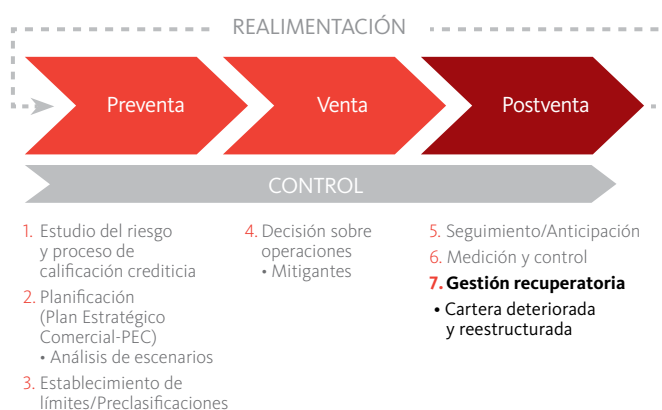 REALIMENTACIÓN
Preventa
Venta
Postventa
CONTROL
1. Estudio del riesgo
y proceso de
calificación crediticia
2. Planificación
(Plan Estratégico
Comercial-PEC)
• Análisis de escenarios
3. Establecimiento de
límites/Preclasificaciones
4. Decisión sobre
operaciones
• Mitigantes
5. Seguimiento/Anticipación
6. Medición y control
7. Gestión recuperatoria
• Cartera deteriorada
y reestructurada